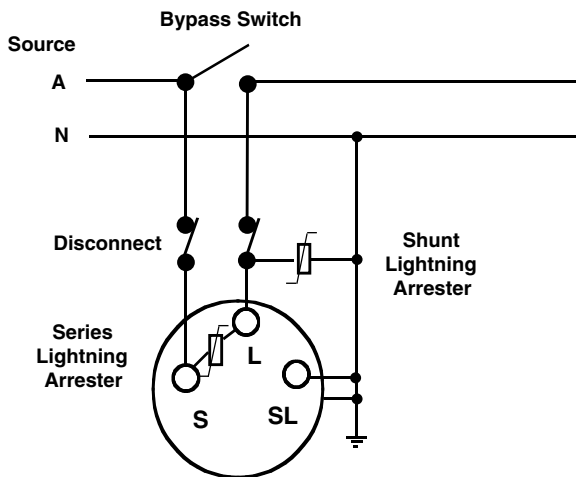 Bypass Switch
Source
A
N
Disconnect
Shunt
Lightning
Arrester
Series
Lightning
Arrester
L
S
SL